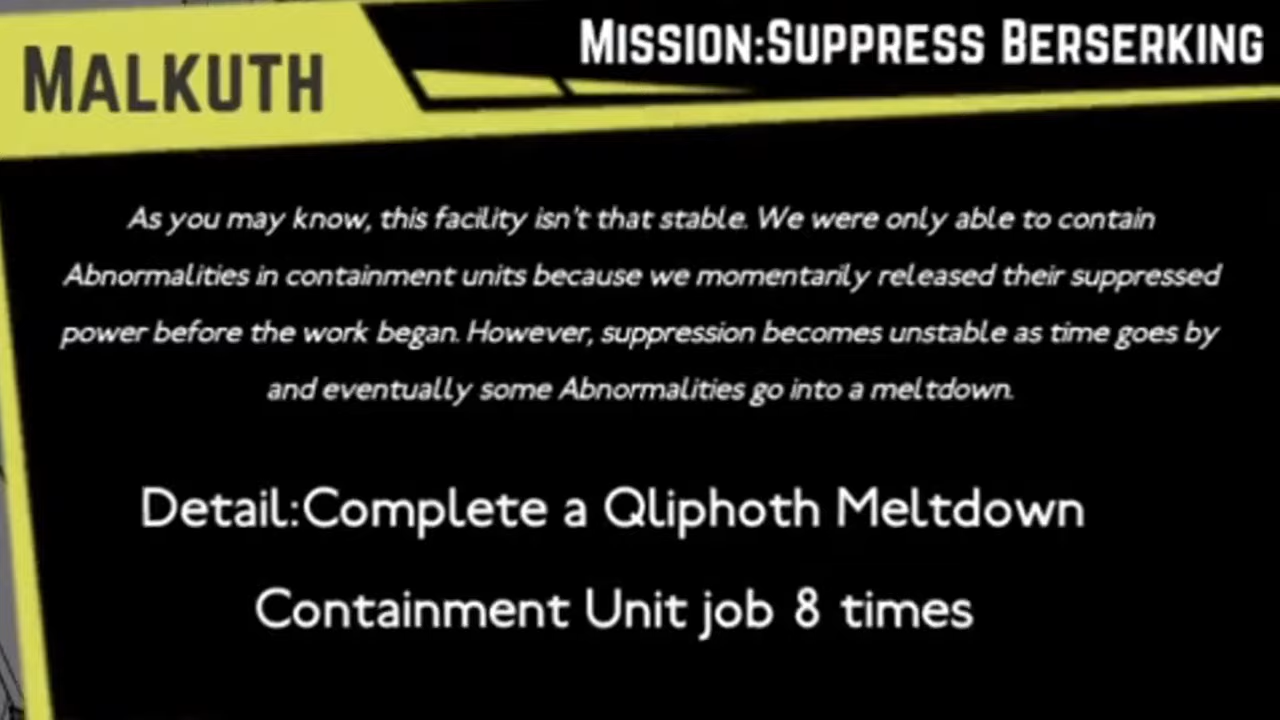 MALKUTH
MISSION:SUPPRESS BERSERKING
As you may know, this facility isn't that stable. We were only able to contain
Abnormalities in containment units because we momentarily released their suppressed
power before the work began. However, suppression becomes unstable as time goes by
and eventually some Abnormalities go into a meltdown.
Detail:Complete a Qliphoth Meltdown
Containment Unit job 8 times